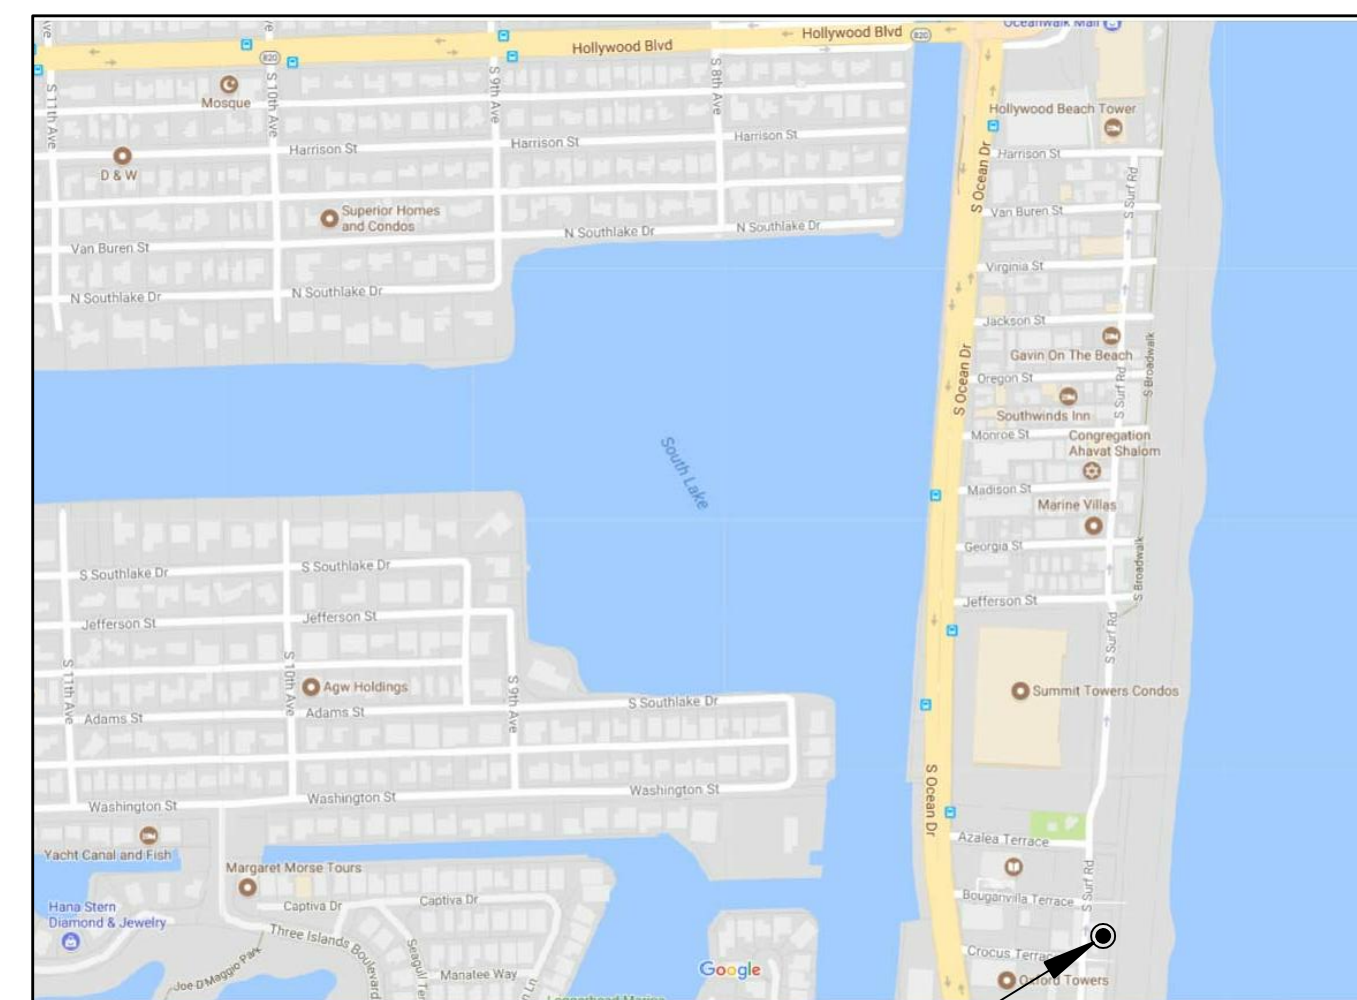 Oceanwalk Mall
Hollywood Blvd
820
Hollywood Blvd
820
Mosque
S 11th Ave
S 10th Ave
S 9th Ave
S 8th Ave
Hollywood Beach Tower
Harrison St
Harrison St
Harrison St
Harrison St
D & W
S Ocean Dr
S Surf Rd
Superior Homes
and Condos
Van Buren St
N Southlake Dr
N Southlake Dr
Van Buren St
Virginia St
N Southlake Dr
N Southlake Dr
Jackson St
Gavin On The Beach
S Broadwalk
S Ocean Dr
Oregon St
S Surf Rd
Southwinds Inn
Monroe St
Congregation
Ahavat Shalom
South Lake
Madison St
Marine Villas
Georgia St
S Broadwalk
S Southlake Dr
S Southlake Dr
Jefferson St
Jefferson St
Jefferson St
S Surf Rd
S 11th Ave
S 10th Ave
S 9th Ave
Agw Holdings
Summit Towers Condos
Adams St
Adams St
S Southlake Dr
Washington St
Washington St
Washington St
S Ocean Dr
Azalea Terrace
Yacht Canal and Fish
Margaret Morse Tours
S Surf Rd
Captiva Dr
Captiva Dr
Bouganvilla Terrace
Hana Stern
Diamond & Jewelry
Three Islands Boulevard
Joe DiMaggio Park
Manatee Way
Google
Crocus Terrace
Oxford Towers